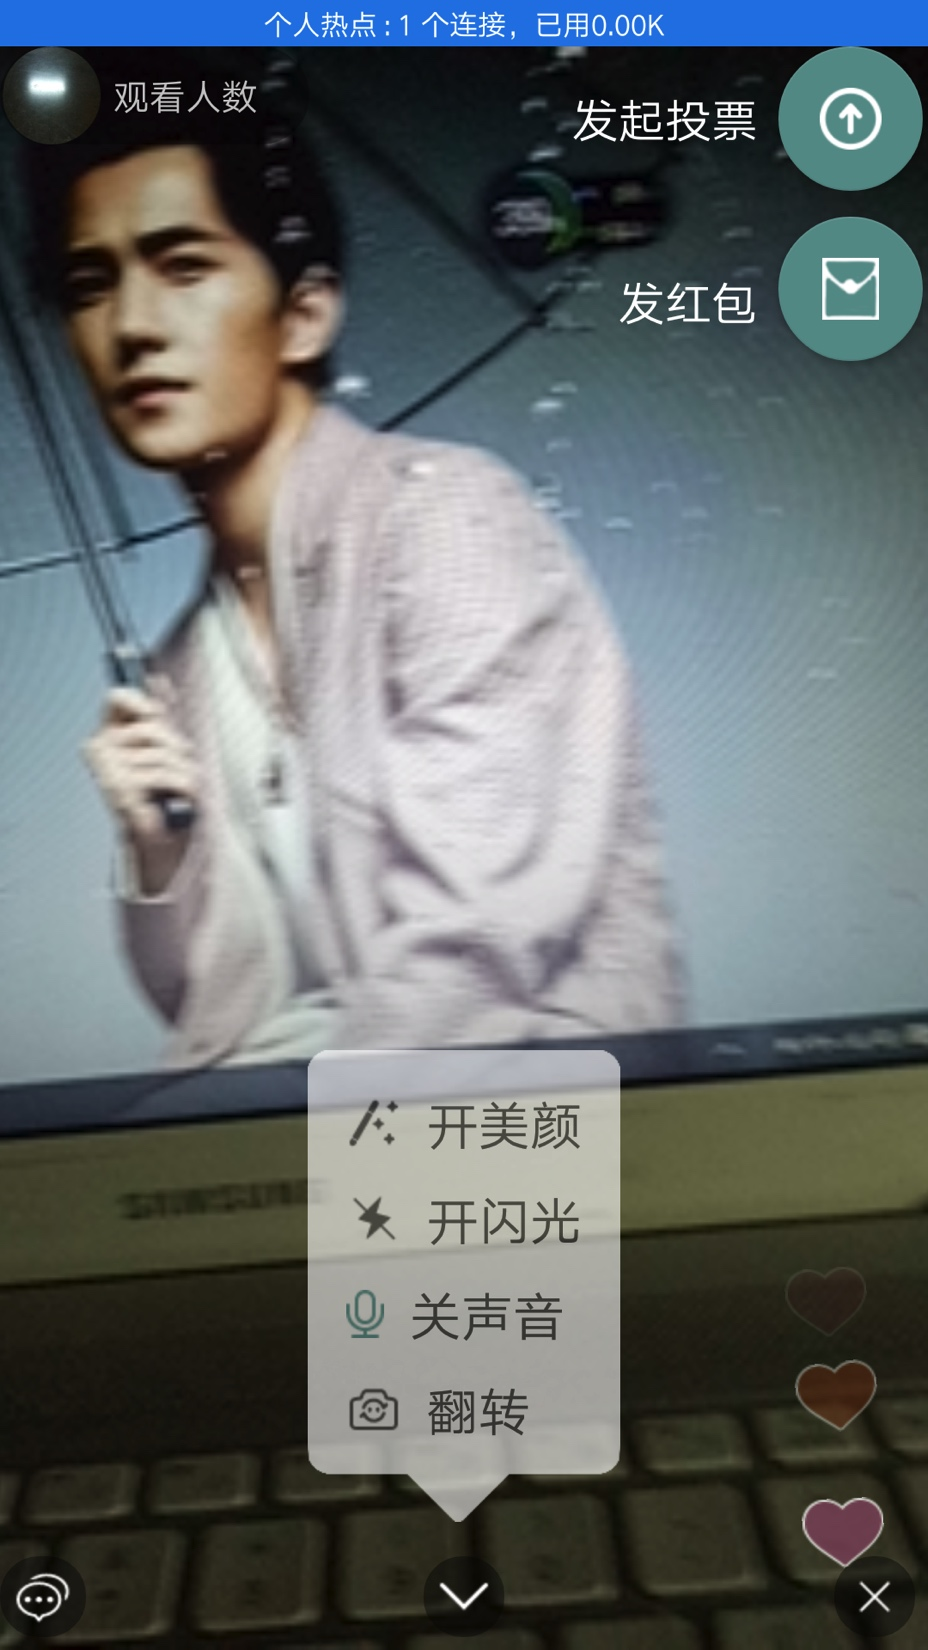 个人热点：1 个连接，已用0.00K
观看人数
发起投票
发红包
开美颜
开闪光
SAMSUNG
关声音
翻转